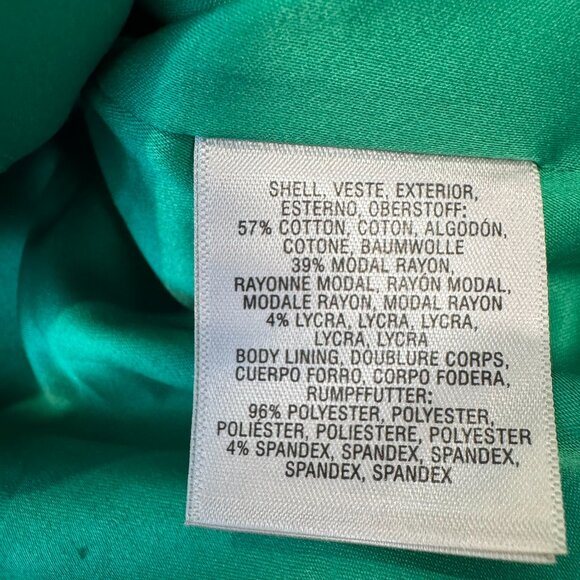 SHELL, VESTE, EXTERIOR,
ESTERNO, OBERSTOFF:
57% COTTON, COTON, ALGODÓN,
COTONE, BAUMWOLLE
39% MODAL RAYON,
RAYONNE MODAL, RAYÓN MODAL,
MODALE RAYON, MODAL RAYON
4% LYCRA, LYCRA, LYCRA,
LYCRA, LYCRA
BODY LINING, DOUBLURE CORPS,
CUERPO FORRO, CORPO FODERA,
RUMPFFUTTER:
96% POLYESTER, POLYESTER,
POLIÉSTER, POLIESTERE, POLYESTER
4% SPANDEX, SPANDEX, SPANDEX,
SPANDEX, SPANDEX